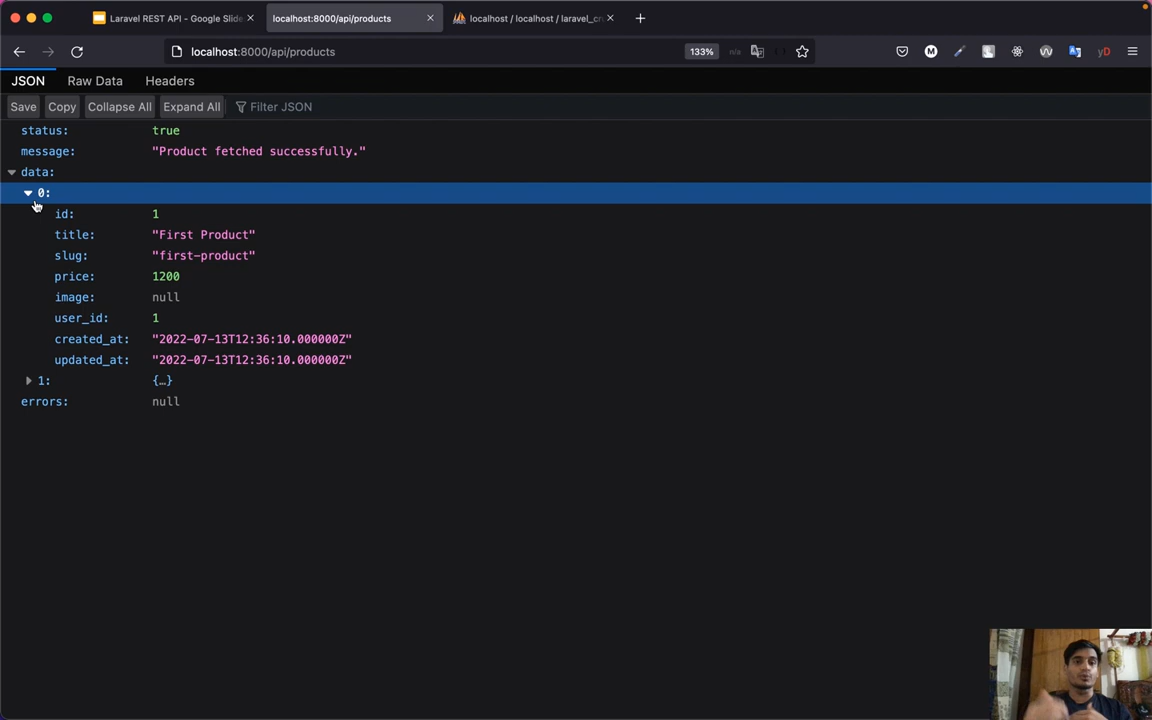 Laravel REST API - Google Slide
localhost:8000/api/products
localhost / localhost / laravel_cr
localhost:8000/api/products
133%
JSON
Raw Data
Headers
Save
Copy
Collapse All
Expand All
Filter JSON
status: true
message: "Product fetched successfully."
data:
0:
id: 1
title: "First Product"
slug: "first-product"
price: 1200
image: null
user_id: 1
created_at: "2022-07-13T12:36:10.000000Z"
updated_at: "2022-07-13T12:36:10.000000Z"
1: {…}
errors: null